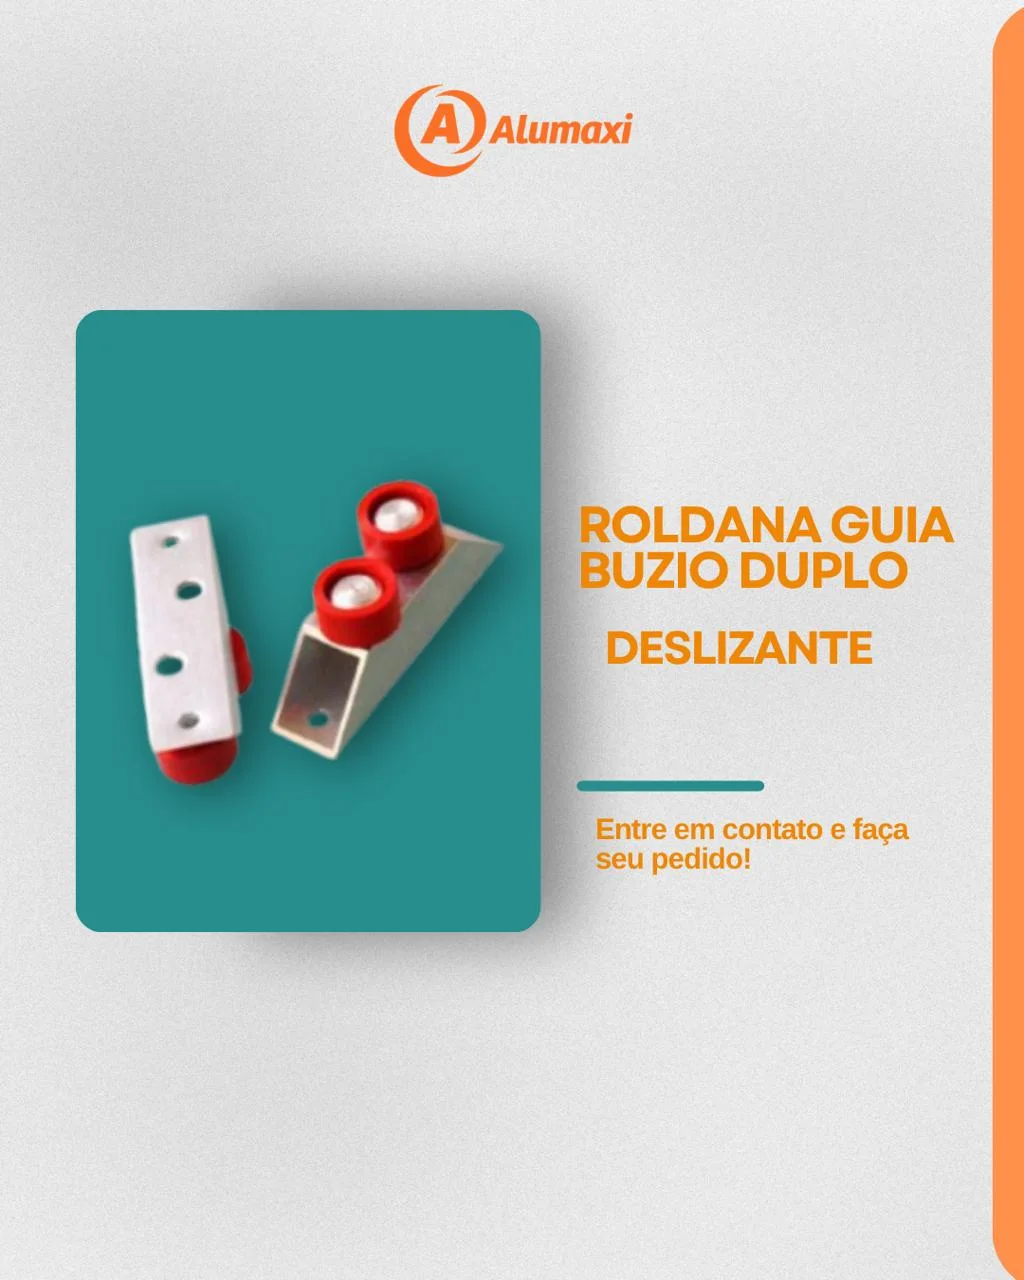 A Alumaxi
ROLDANA GUIA
BUZIO DUPLO
DESLIZANTE
Entre em contato e faça
seu pedido!